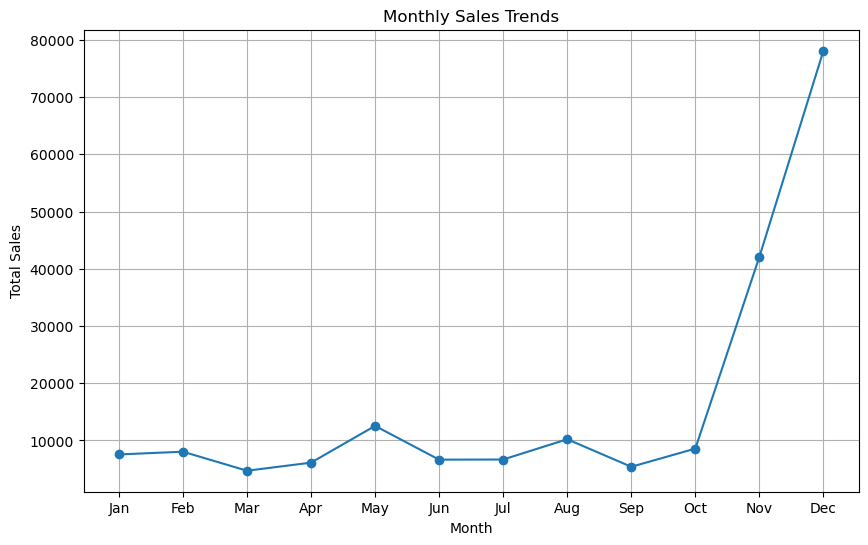 Monthly Sales Trends
80000
70000
60000
50000
40000
30000
20000
10000
Total Sales
Jan Feb Mar Apr May Jun Jul Aug Sep Oct Nov Dec
Month